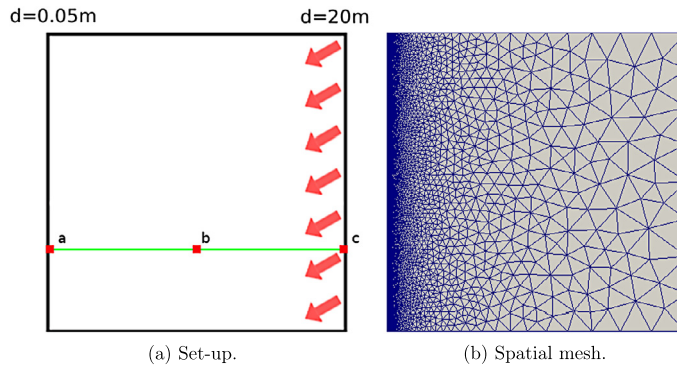 d=0.05m
d=20m
a
b
c
(a) Set-up.
(b) Spatial mesh.